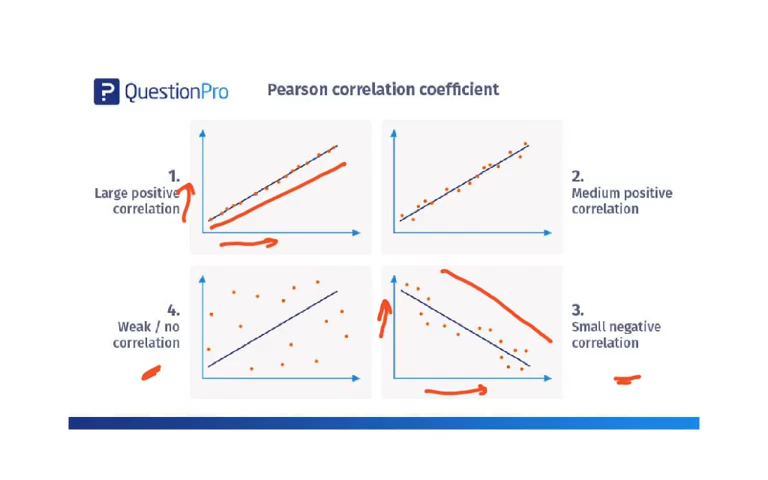 QuestionPro
Pearson correlation coefficient
1.
Large positive
correlation
2.
Medium positive
correlation
4.
Weak / no
correlation
3.
Small negative
correlation